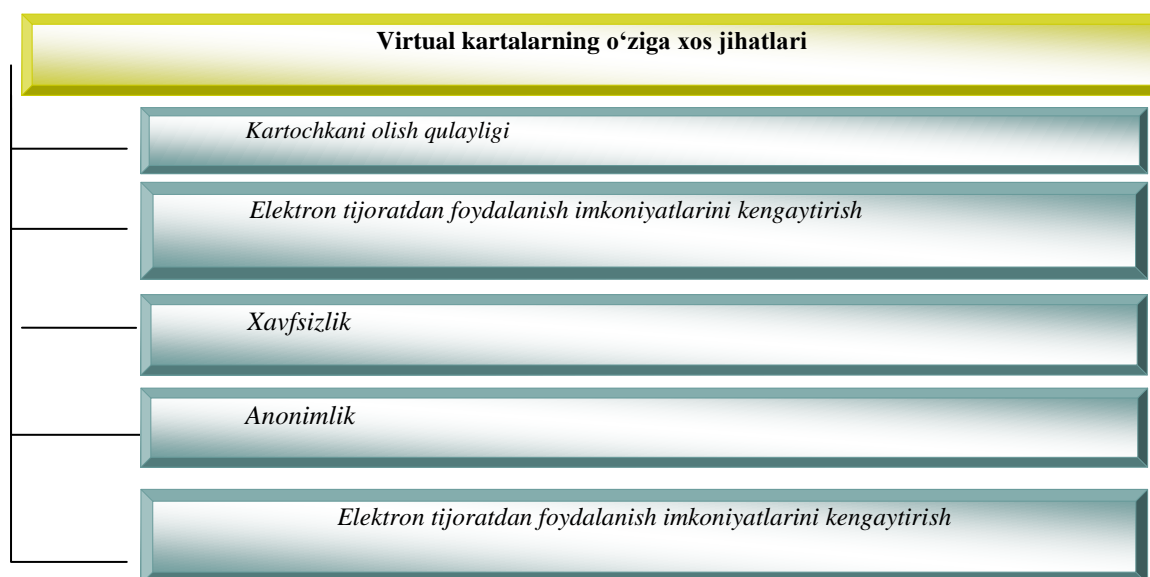 Virtual kartalarning o‘ziga xos jihatlari
Kartochkani olish qulayligi
Elektron tijoratdan foydalanish imkoniyatlarini kengaytirish
Xavfsizlik
Anonimlik
Elektron tijoratdan foydalanish imkoniyatlarini kengaytirish